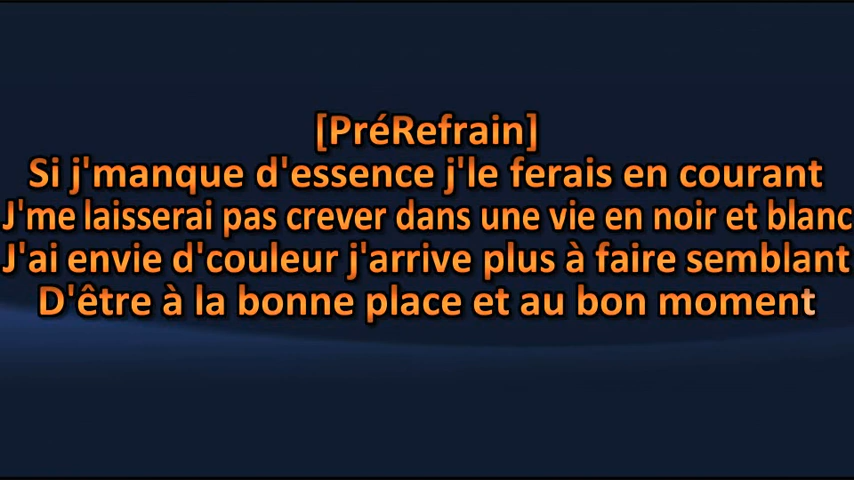 [PréRefrain]
Si j'manque d'essence j'le ferais en courant
J'me laisserai pas crever dans une vie en noir et blanc
J'ai envie d'couleur j'arrive plus à faire semblant
D'être à la bonne place et au bon moment